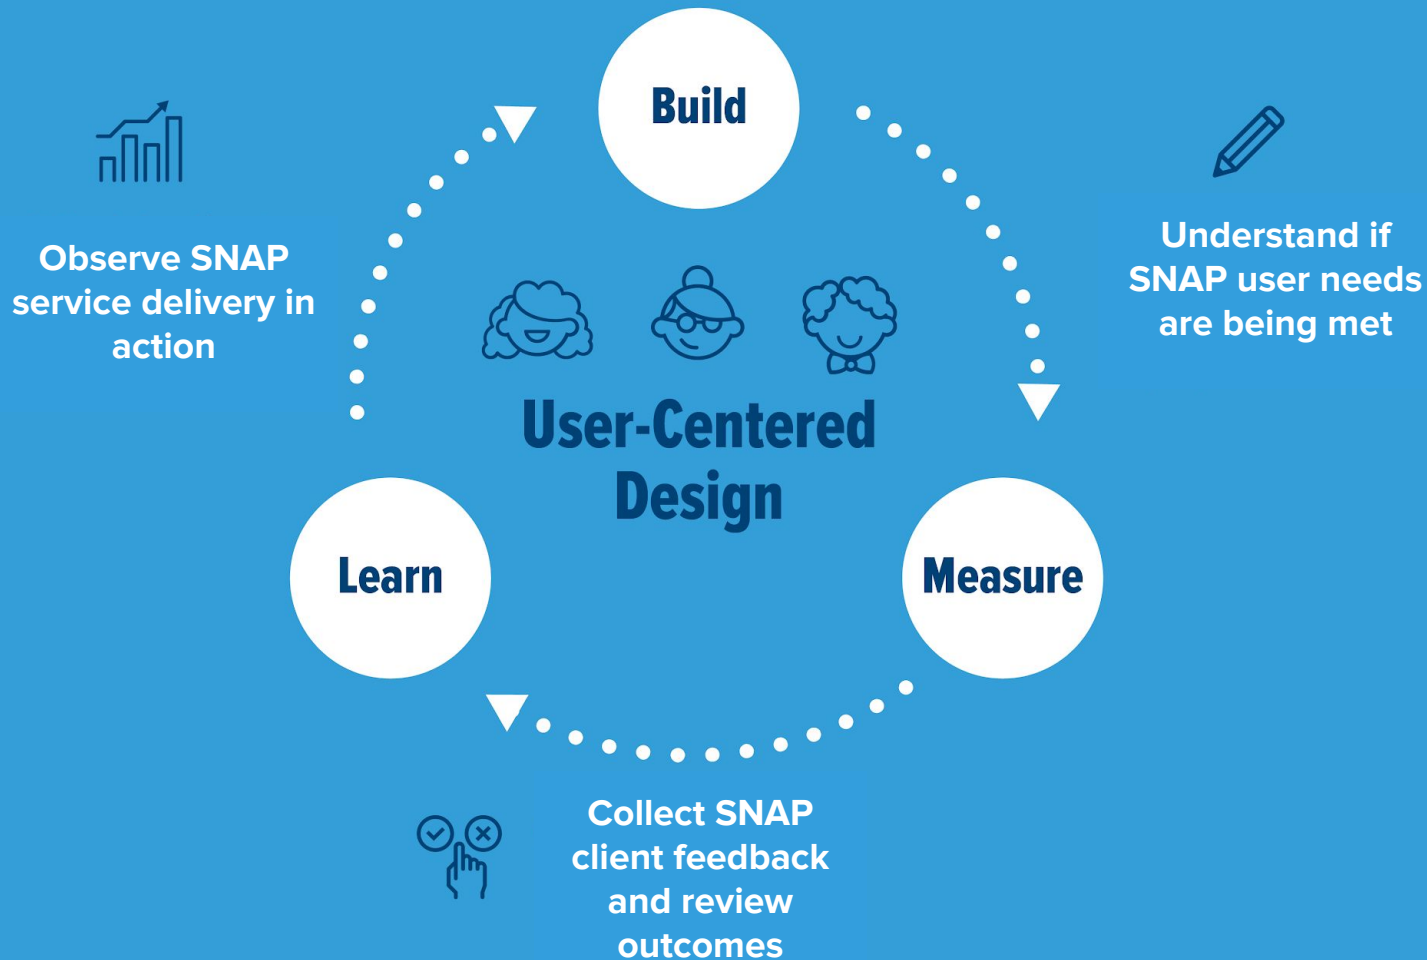 Build
Observe SNAP
service delivery in
action
Understand if
SNAP user needs
are being met
User-Centered
Design
Learn
Measure
Collect SNAP
client feedback
and review
outcomes